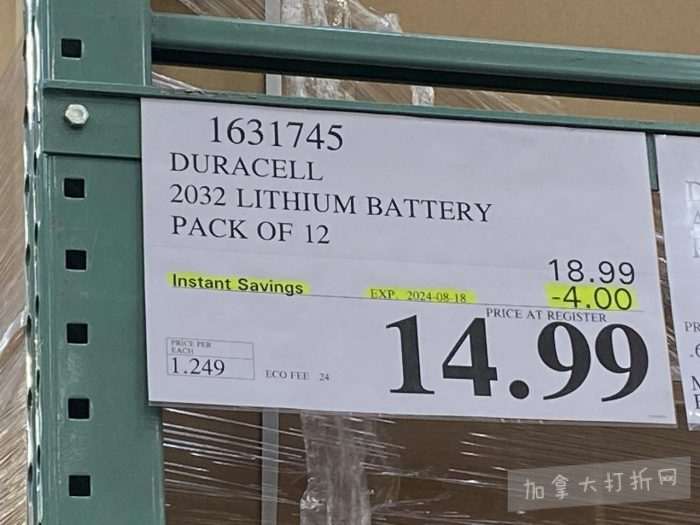 1631745
DURACELL
2032 LITHIUM BATTERY
PACK OF 12
18.99
Instant Savings
EXP. 2024-08-18
-4.00
PRICE AT REGISTER
14.99
PRICE PER
EACH
1.249
ECO FEE 24
PR
加拿大打折网